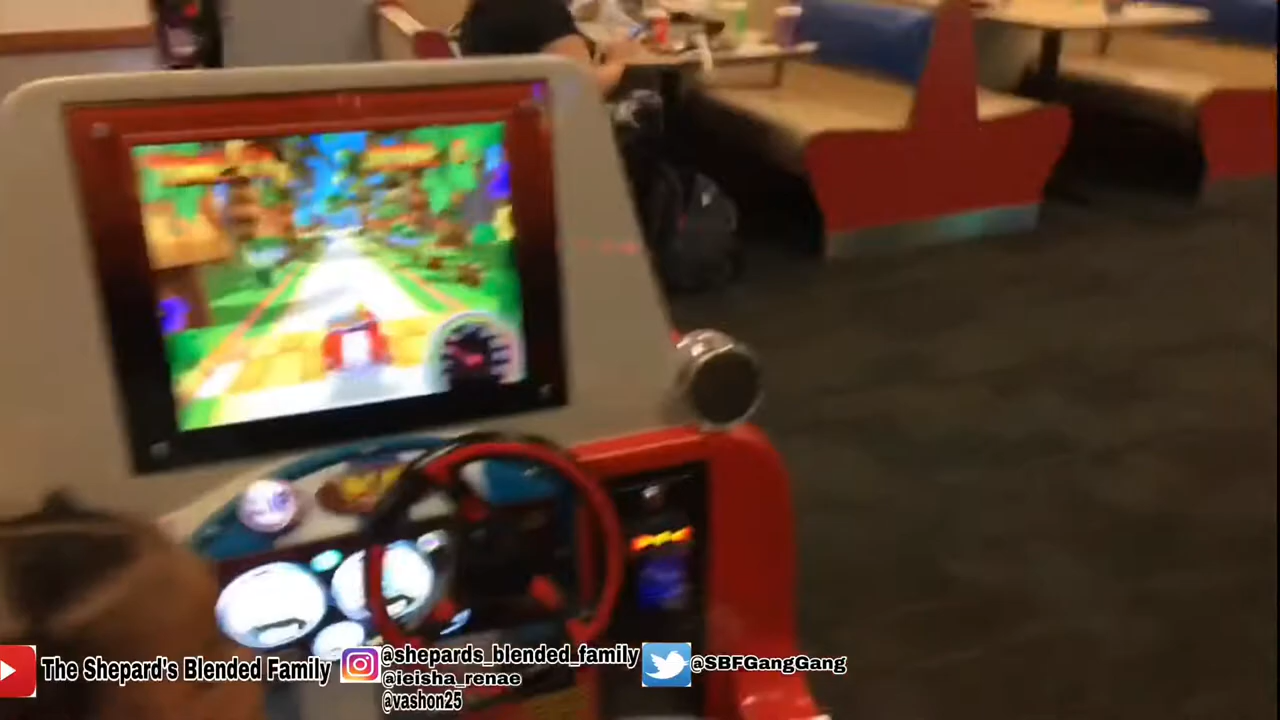 The Shepard's Blended Family
@shepards_blended_family
@ieisha_renae
@vashon25
@SBFGangGang